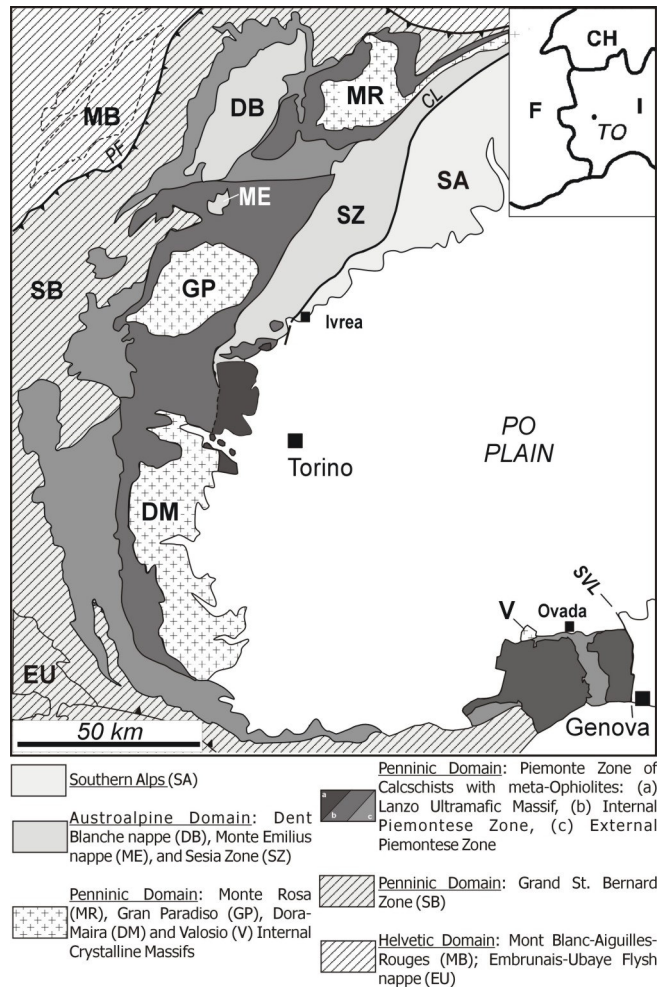 CH
F
I
TO
MB
PF
DB
MR
CL
SA
ME
SZ
SB
GP
Ivrea
Torino
PO
PLAIN
DM
SVL
V
Ovada
EU
Genova
50 km
Southern Alps (SA)
Austroalpine Domain: Dent
Blanche nappe (DB), Monte Emilius
nappe (ME), and Sesia Zone (SZ)
Penninic Domain: Monte Rosa
(MR), Gran Paradiso (GP), Dora-
Maira (DM) and Valosio (V) Internal
Crystalline Massifs
a
b
c
Penninic Domain: Piemonte Zone of
Calcschists with meta-Ophiolites: (a)
Lanzo Ultramafic Massif, (b) Internal
Piemontese Zone, (c) External
Piemontese Zone
Penninic Domain: Grand St. Bernard
Zone (SB)
Helvetic Domain: Mont Blanc-Aiguilles-
Rouges (MB); Embrunais-Ubaye Flysh
nappe (EU)